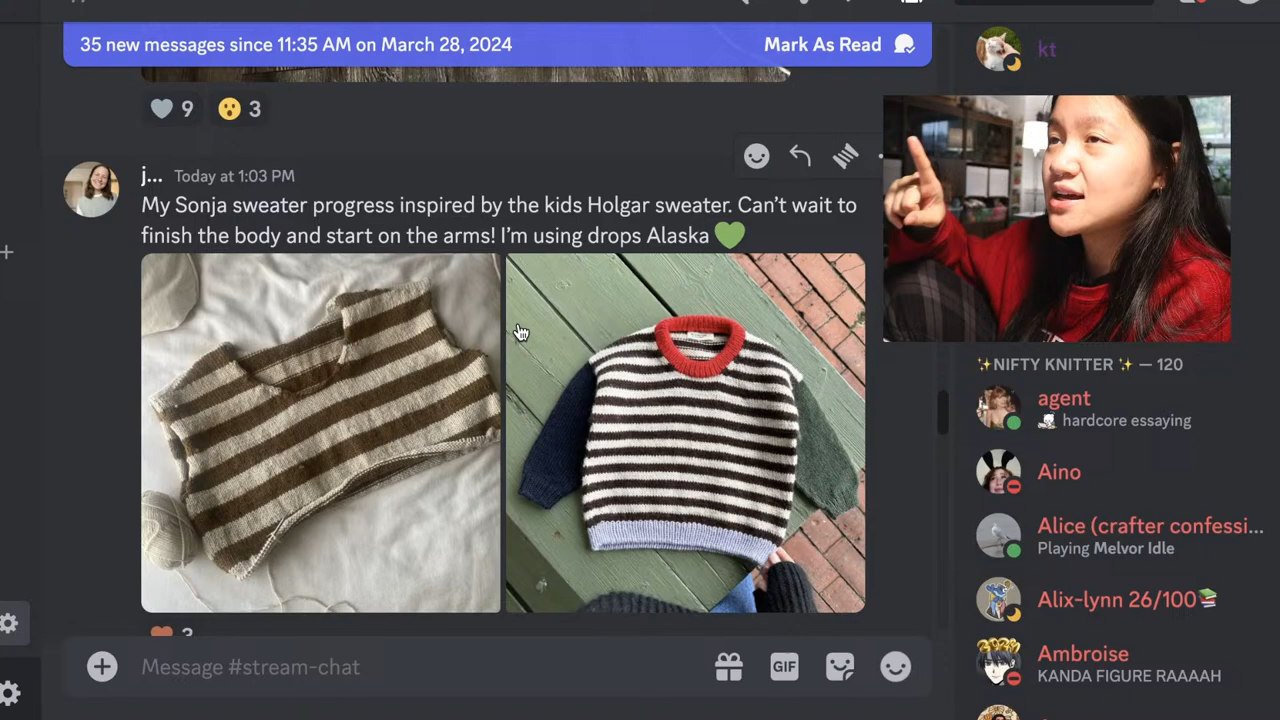 35 new messages since 11:35 AM on March 28, 2024
Mark As Read
kt
9
3
j...
Today at 1:03 PM
My Sonja sweater progress inspired by the kids Holgar sweater. Can’t wait to
finish the body and start on the arms! I’m using drops Alaska 💚
3
✨NIFTY KNITTER ✨ — 120
agent
hardcore essaying
Aino
Alice (crafter confessi...
Playing Melvor Idle
Alix-lynn 26/100📚
Ambroise
KANDA FIGURE RAAAAH
Message #stream-chat
GIF